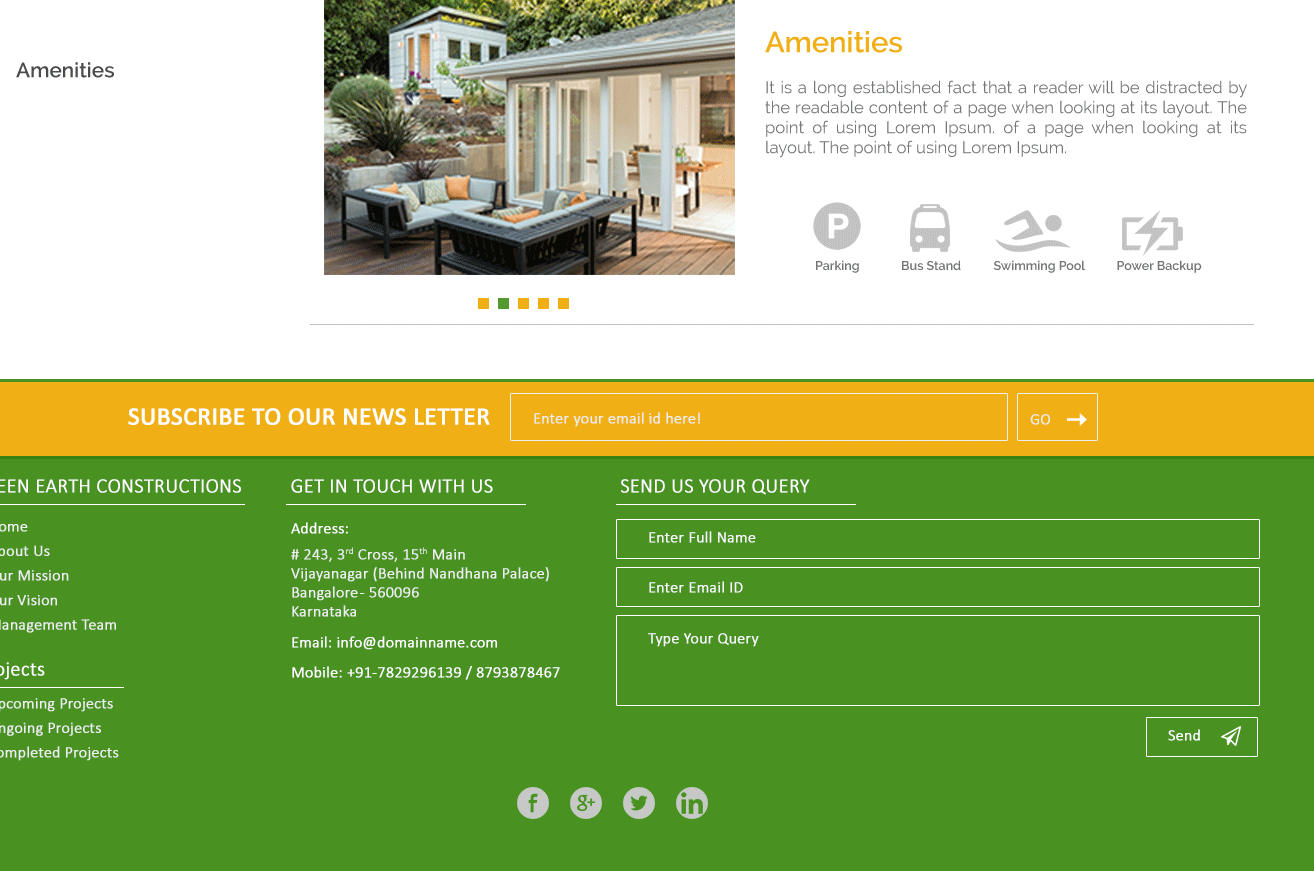 Amenities
Amenities
It is a long established fact that a reader will be distracted by
the readable content of a page when looking at its layout. The
point of using Lorem Ipsum. of a page when looking at its
layout. The point of using Lorem Ipsum.
P
Parking
Bus Stand
Swimming Pool
Power Backup
SUBSCRIBE TO OUR NEWS LETTER
Enter your email id here!
GO
EEN EARTH CONSTRUCTIONS
ome
bout Us
ur Mission
ur Vision
anagement Team
ojects
pcoming Projects
ngoing Projects
ompleted Projects
GET IN TOUCH WITH US
Address:
# 243, 3rd Cross, 15th Main
Vijayanagar (Behind Nandhana Palace)
Bangalore - 560096
Karnataka
Email: info@domainname.com
Mobile: +91-7829296139 / 8793878467
SEND US YOUR QUERY
Enter Full Name
Enter Email ID
Type Your Query
Send
f
g+
in